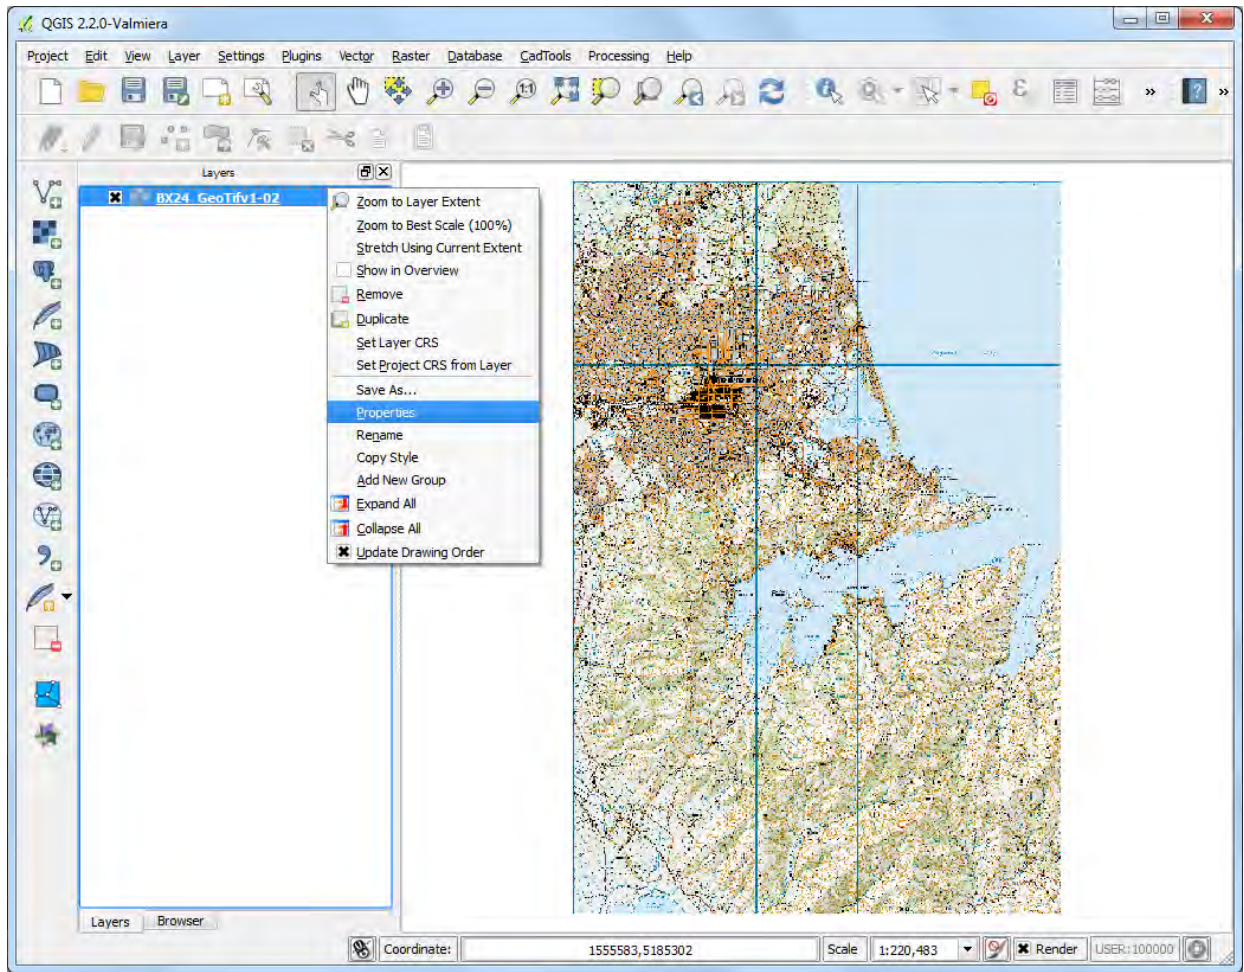 QGIS 2.2.0-Valmiera
Project Edit View Layer Settings Plugins Vector Raster Database CadTools Processing Help
Layers
BX24_GeoTifv1-02
Zoom to Layer Extent
Zoom to Best Scale (100%)
Stretch Using Current Extent
Show in Overview
Remove
Duplicate
Set Layer CRS
Set Project CRS from Layer
Save As...
Properties
Rename
Copy Style
Add New Group
Expand All
Collapse All
Update Drawing Order
Layers Browser
Coordinate: 1555583,5185302 Scale 1:220,483 Render USER:100000